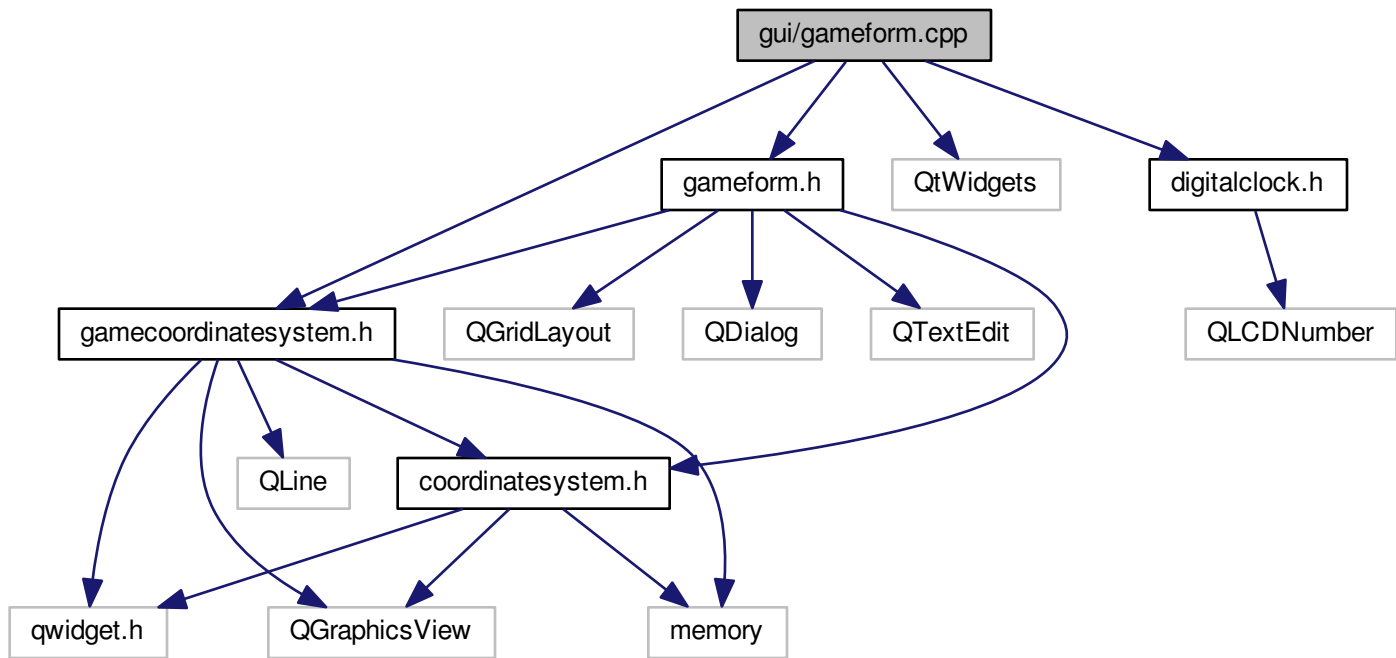 gui/gameform.cpp
gameform.h
QtWidgets
digitalclock.h
gamecoordinatesystem.h
QGridLayout
QDialog
QTextEdit
QLCDNumber
QLine
coordinatesystem.h
qwidget.h
QGraphicsView
memory